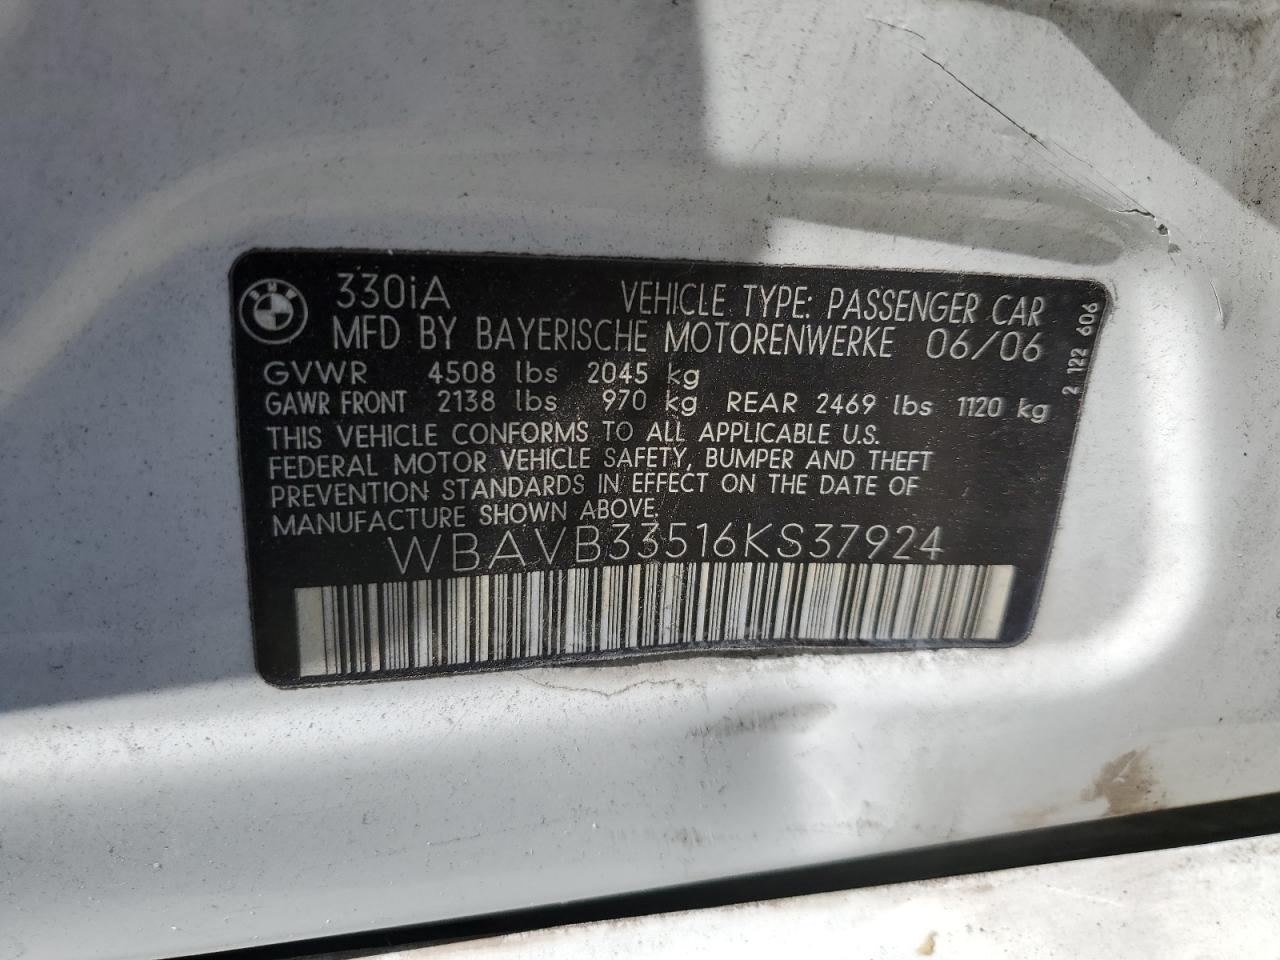 330iA VEHICLE TYPE: PASSENGER CAR
MFD BY BAYERISCHE MOTORENWERKE 06/06
GVWR 4508 lbs 2045 kg
GAWR FRONT 2138 lbs 970 kg REAR 2469 lbs 1120 kg
THIS VEHICLE CONFORMS TO ALL APPLICABLE U.S.
FEDERAL MOTOR VEHICLE SAFETY, BUMPER AND THEFT
PREVENTION STANDARDS IN EFFECT ON THE DATE OF
MANUFACTURE SHOWN ABOVE.
WBAVB33516KS37924
2 122 606
BMW